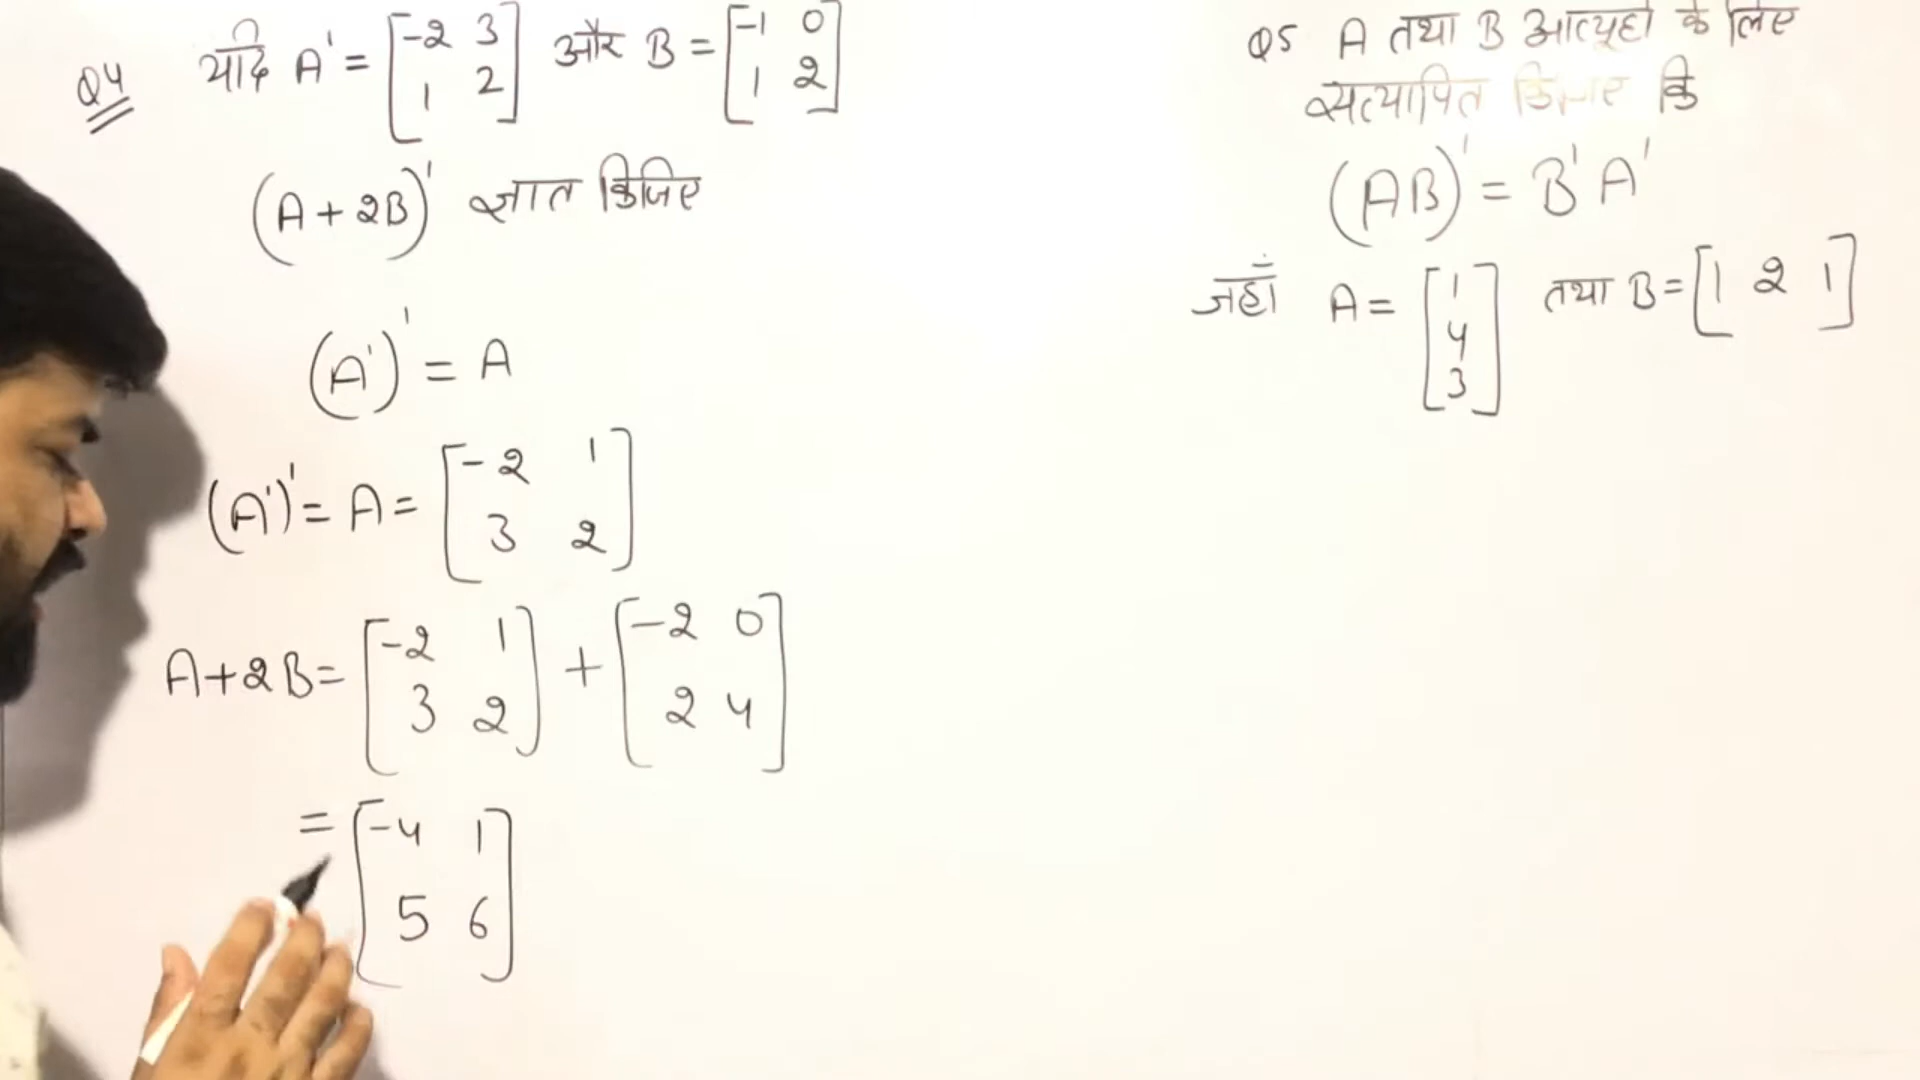 Q4 यदि A' = [-2 3
1 2] और B = [-1 0
1 2]
(A+2B)' ज्ञात किजिए
(A')' = A
(A')' = A = [-2 1
3 2]
A+2B = [-2 1
3 2] + [-2 0
2 4]
= [-4 1
5 6]
Q5 A तथा B आव्यूहों के लिए
सत्यापित किजिए कि
(AB)' = B'A'
जहाँ A = [1
4
3] तथा B = [1 2 1]